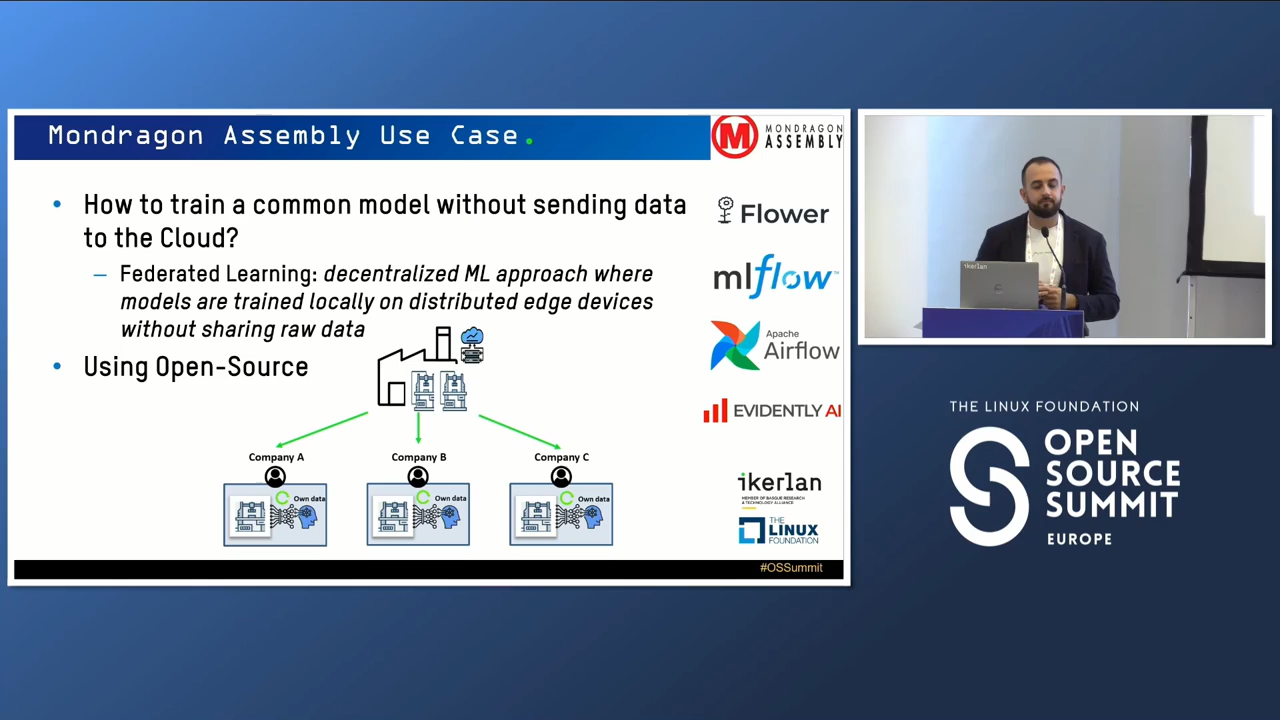 Mondragon Assembly Use Case.
MONDRAGON
ASSEMBLY
• How to train a common model without sending data
to the Cloud?
– Federated Learning: decentralized ML approach where
models are trained locally on distributed edge devices
without sharing raw data
• Using Open-Source
Flower
mlflow™
Apache
Airflow
EVIDENTLY AI
Company A
Company B
Company C
Own data
Own data
Own data
ikerlan
MEMBER OF BASQUE RESEARCH
& TECHNOLOGY ALLIANCE
THE
LINUX
FOUNDATION
#OSSummit
ikerlan
THE LINUX FOUNDATION
OPEN
SOURCE
SUMMIT
EUROPE